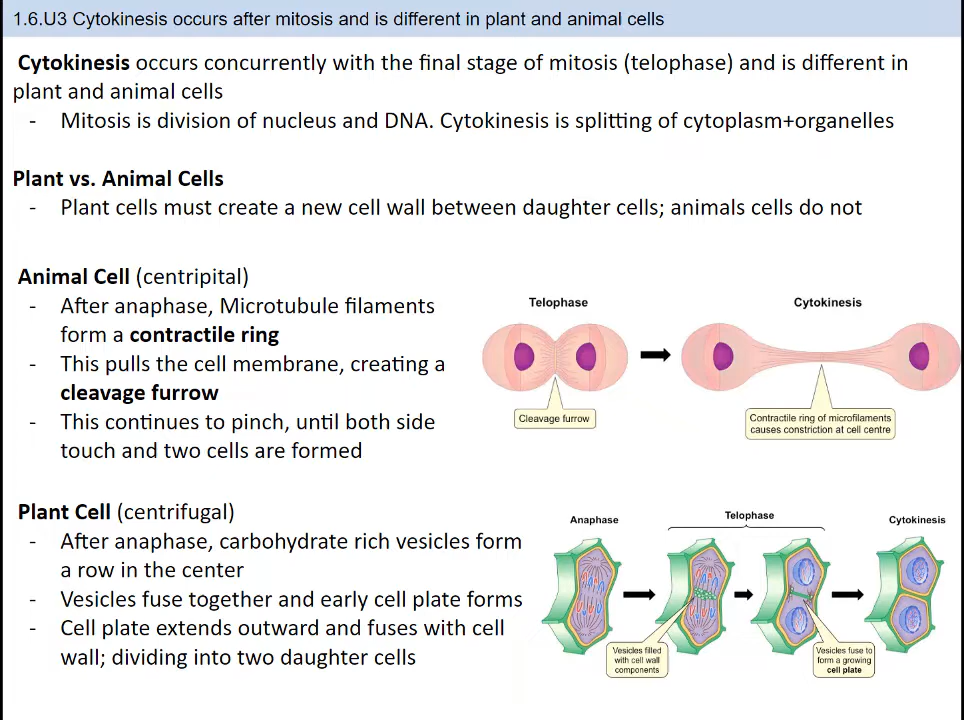 1.6.U3 Cytokinesis occurs after mitosis and is different in plant and animal cells
Cytokinesis occurs concurrently with the final stage of mitosis (telophase) and is different in
plant and animal cells
- Mitosis is division of nucleus and DNA. Cytokinesis is splitting of cytoplasm+organelles
Plant vs. Animal Cells
- Plant cells must create a new cell wall between daughter cells; animals cells do not
Animal Cell (centripital)
- After anaphase, Microtubule filaments
form a contractile ring
- This pulls the cell membrane, creating a
cleavage furrow
- This continues to pinch, until both side
touch and two cells are formed
Telophase
Cytokinesis
Cleavage furrow
Contractile ring of microfilaments
causes constriction at cell centre
Plant Cell (centrifugal)
- After anaphase, carbohydrate rich vesicles form
a row in the center
- Vesicles fuse together and early cell plate forms
- Cell plate extends outward and fuses with cell
wall; dividing into two daughter cells
Anaphase
Telophase
Cytokinesis
Vesicles filled
with cell wall
components
Vesicles fuse to
form a growing
cell plate